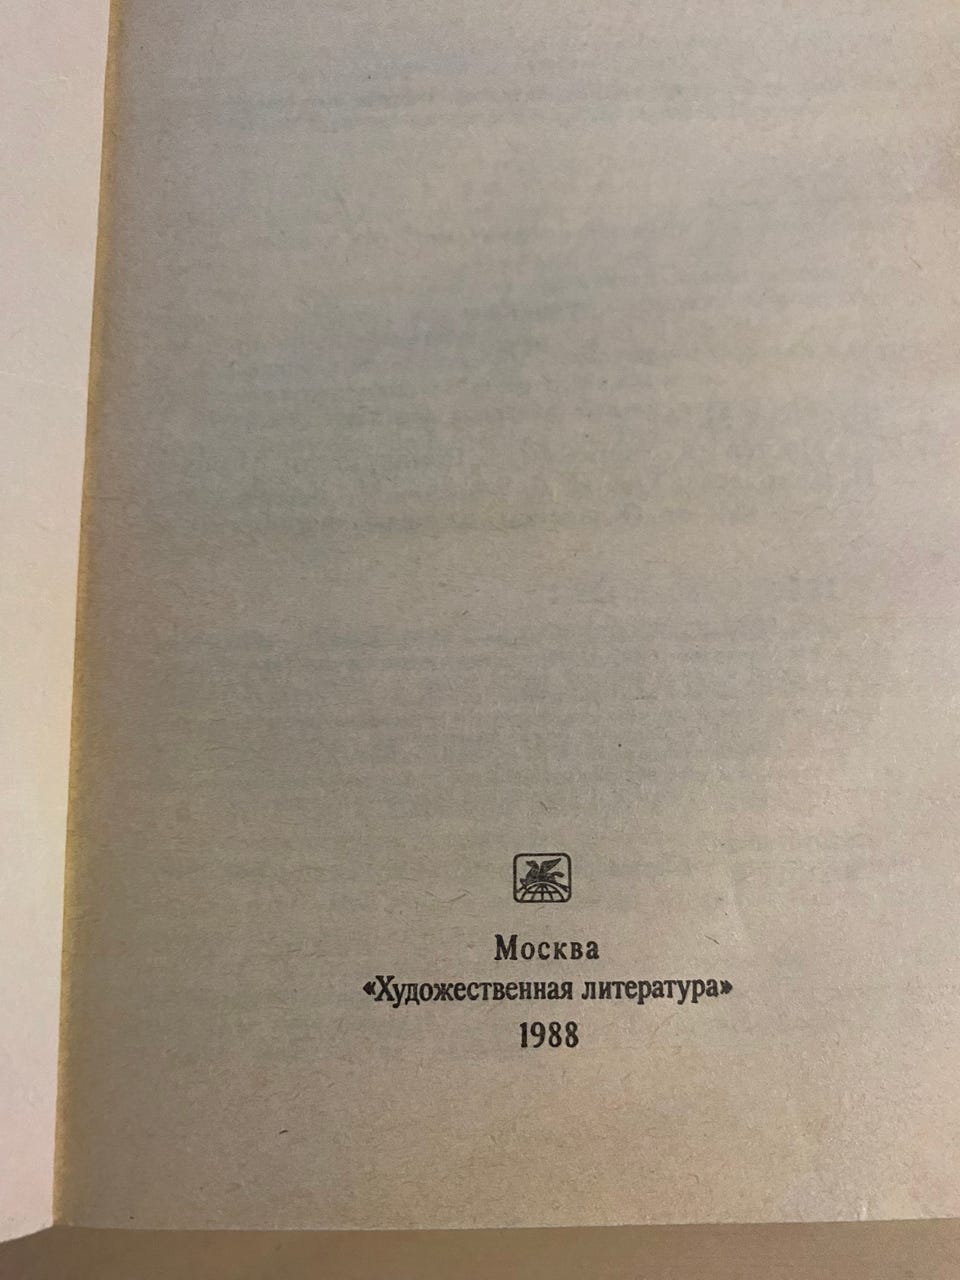 Москва
«Художественная литература»
1988